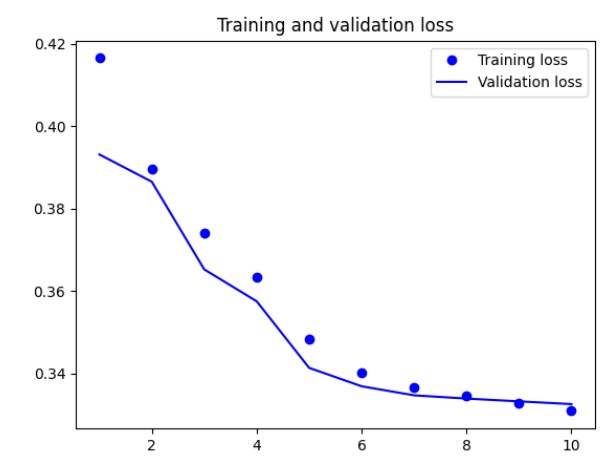 Training and validation loss
0.42
0.40
0.38
0.36
0.34
Training loss
Validation loss
2 4 6 8 10